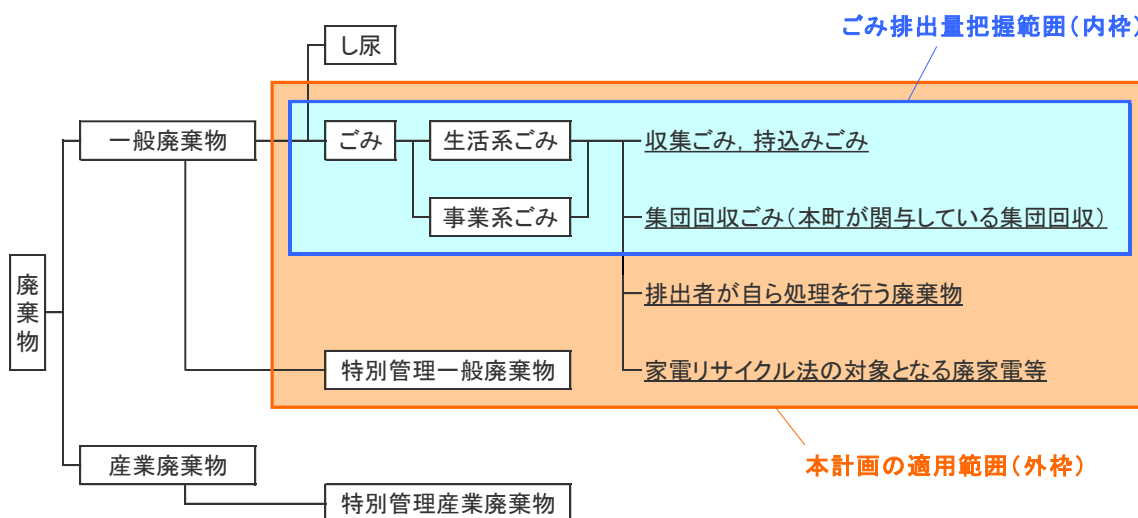 ごみ排出量把握範囲(内枠)
し尿
一般廃棄物
ごみ
生活系ごみ
収集ごみ，持込みごみ
事業系ごみ
集団回収ごみ(本町が関与している集団回収)
廃棄物
排出者が自ら処理を行う廃棄物
特別管理一般廃棄物
家電リサイクル法の対象となる廃家電等
産業廃棄物
本計画の適用範囲(外枠)
特別管理産業廃棄物